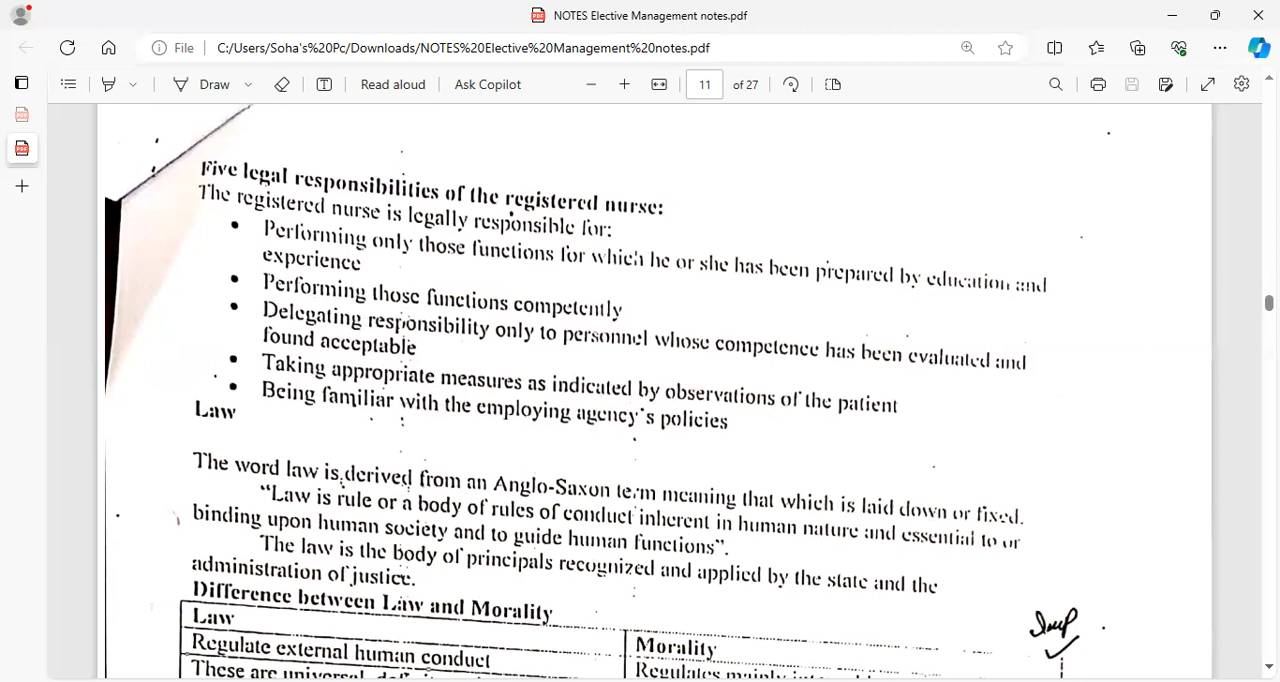 NOTES Elective Management notes.pdf
File C:/Users/Soha's%20Pc/Downloads/NOTES%20Elective%20Management%20notes.pdf
Draw Read aloud Ask Copilot 11 of 27
Five legal responsibilities of the registered nurse:
The registered nurse is legally responsible for:
• Performing only those functions for which he or she has been prepared by education and
experience
• Performing those functions competently
• Delegating responsibility only to personnel whose competence has been evaluated and
found acceptable
• Taking appropriate measures as indicated by observations of the patient
• Being familiar with the employing agency's policies
Law
The word law is derived from an Anglo-Saxon term meaning that which is laid down or fixed.
"Law is rule or a body of rules of conduct inherent in human nature and essential to or
binding upon human society and to guide human functions".
The law is the body of principals recognized and applied by the state and the
administration of justice.
Difference between Law and Morality
Law Morality
Imp
Regulate external human conduct
Regulates mainly
These are universal